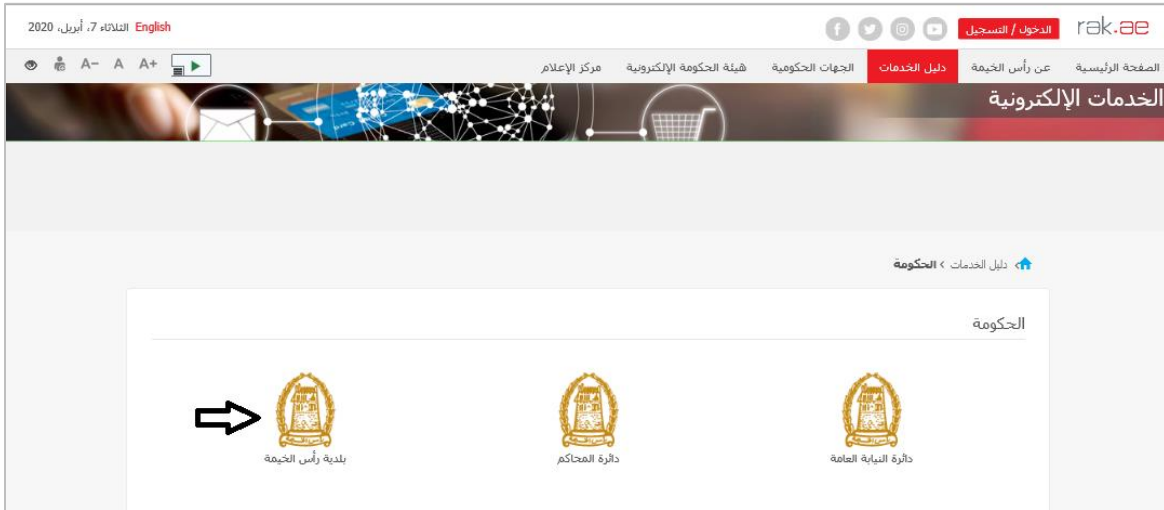 rak.ae
الدخول / التسجيل
English الثلاثاء 7، أبريل، 2020
الصفحة الرئيسية
عن رأس الخيمة
دليل الخدمات
الجهات الحكومية
هيئة الحكومة الإلكترونية
مركز الإعلام
A+ A A-
الخدمات الإلكترونية
دليل الخدمات › الحكومة
الحكومة
دائرة النيابة العامة
دائرة المحاكم
بلدية رأس الخيمة